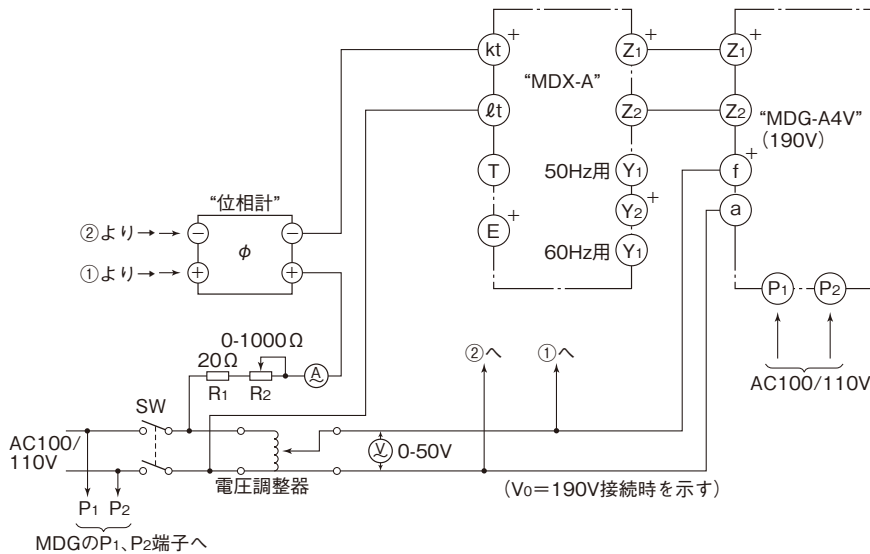 kt +
ℓt
T
E +
“MDX-A”
Z1 +
Z2
50Hz用 Y1
Y2 +
60Hz用 Y1
Z1 +
Z2
“MDG-A4V”
(190V)
f +
a
P1 P2
AC100/110V
“位相計”
②より→ − −
φ
①より→ + +
0-1000Ω
20Ω
R1 R2 A
②へ ①へ
SW
AC100/
110V
V 0-50V
電圧調整器
(V0=190V接続時を示す)
P1 P2
MDGのP1、P2端子へ